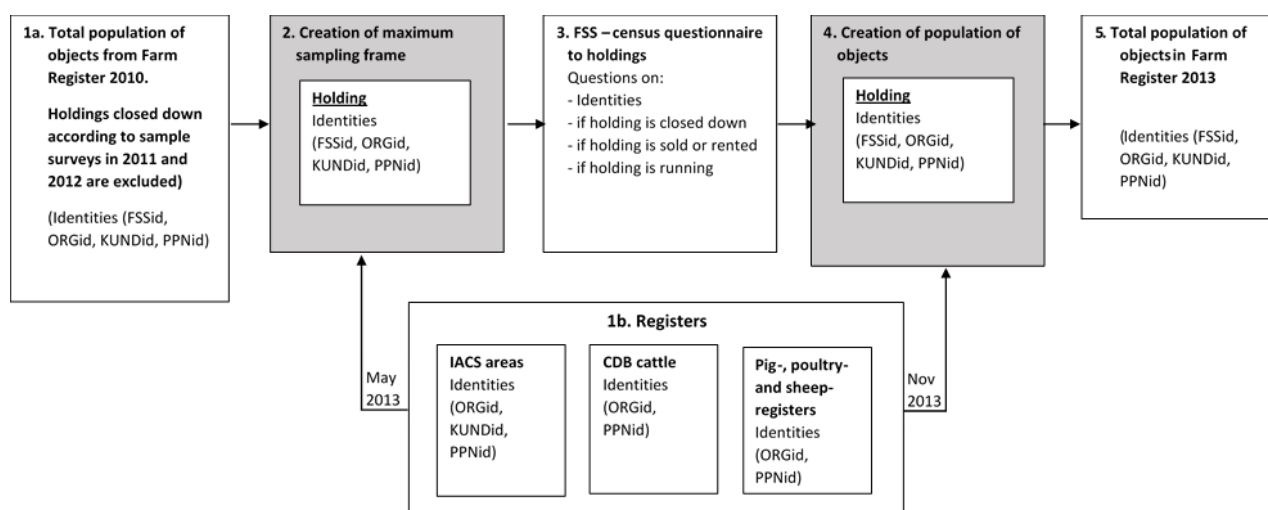 1a. Total population of
objects from Farm
Register 2010.
Holdings closed down
according to sample
surveys in 2011 and
2012 are excluded)
(Identities (FSSid,
ORGid, KUNDid, PPNid)
2. Creation of maximum
sampling frame
Holding
Identities
(FSSid, ORGid,
KUNDid, PPNid)
3. FSS – census questionnaire
to holdings
Questions on:
- Identities
- if holding is closed down
- if holding is sold or rented
- if holding is running
4. Creation of population of
objects
Holding
Identities
(FSSid, ORGid,
KUNDid, PPNid)
5. Total population of
objects in Farm
Register 2013
(Identities (FSSid,
ORGid, KUNDid,
PPNid)
1b. Registers
May
2013
IACS areas
Identities
(ORGid,
KUNDid,
PPNid)
CDB cattle
Identities
(ORGid,
PPNid)
Pig-, poultry-
and sheep-
registers
Identities
(ORGid,
PPNid)
Nov
2013